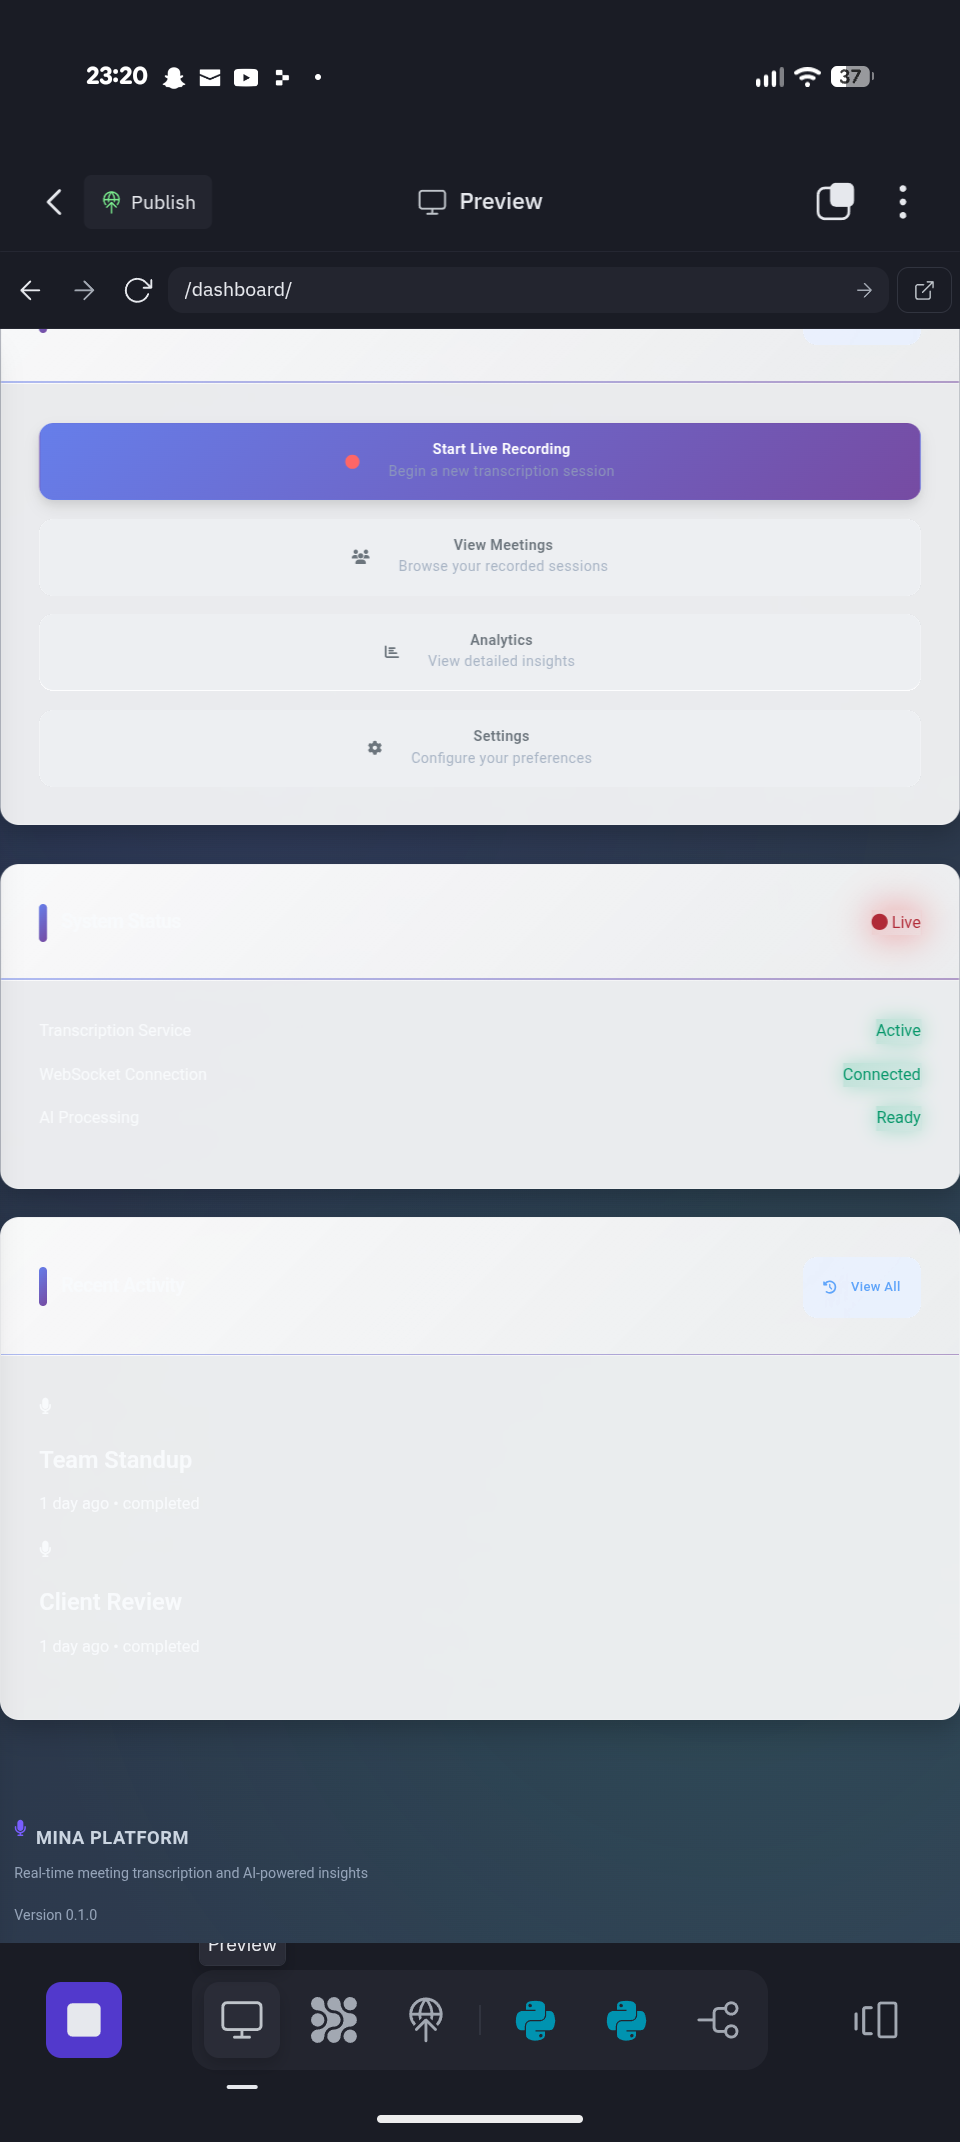 23:20
37
Publish
Preview
/dashboard/
Start Live Recording
Begin a new transcription session
View Meetings
Browse your recorded sessions
Analytics
View detailed insights
Settings
Configure your preferences
System Status
Live
Transcription Service
Active
WebSocket Connection
Connected
AI Processing
Ready
Recent Activity
View All
Team Standup
1 day ago • completed
Client Review
1 day ago • completed
MINA PLATFORM
Real-time meeting transcription and AI-powered insights
Version 0.1.0
Preview